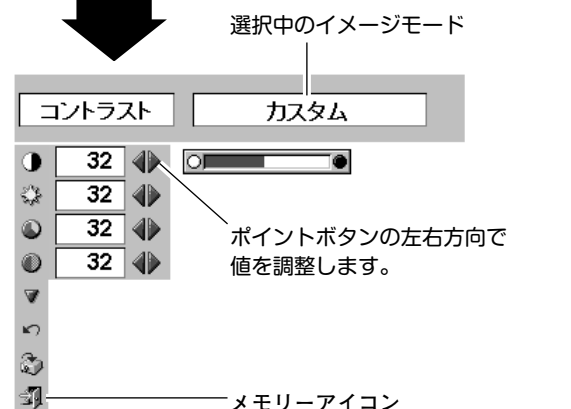 選択中のイメージモード
コントラスト
カスタム
32
32
32
32
ポイントボタンの左右方向で
値を調整します。
メモリーアイコン